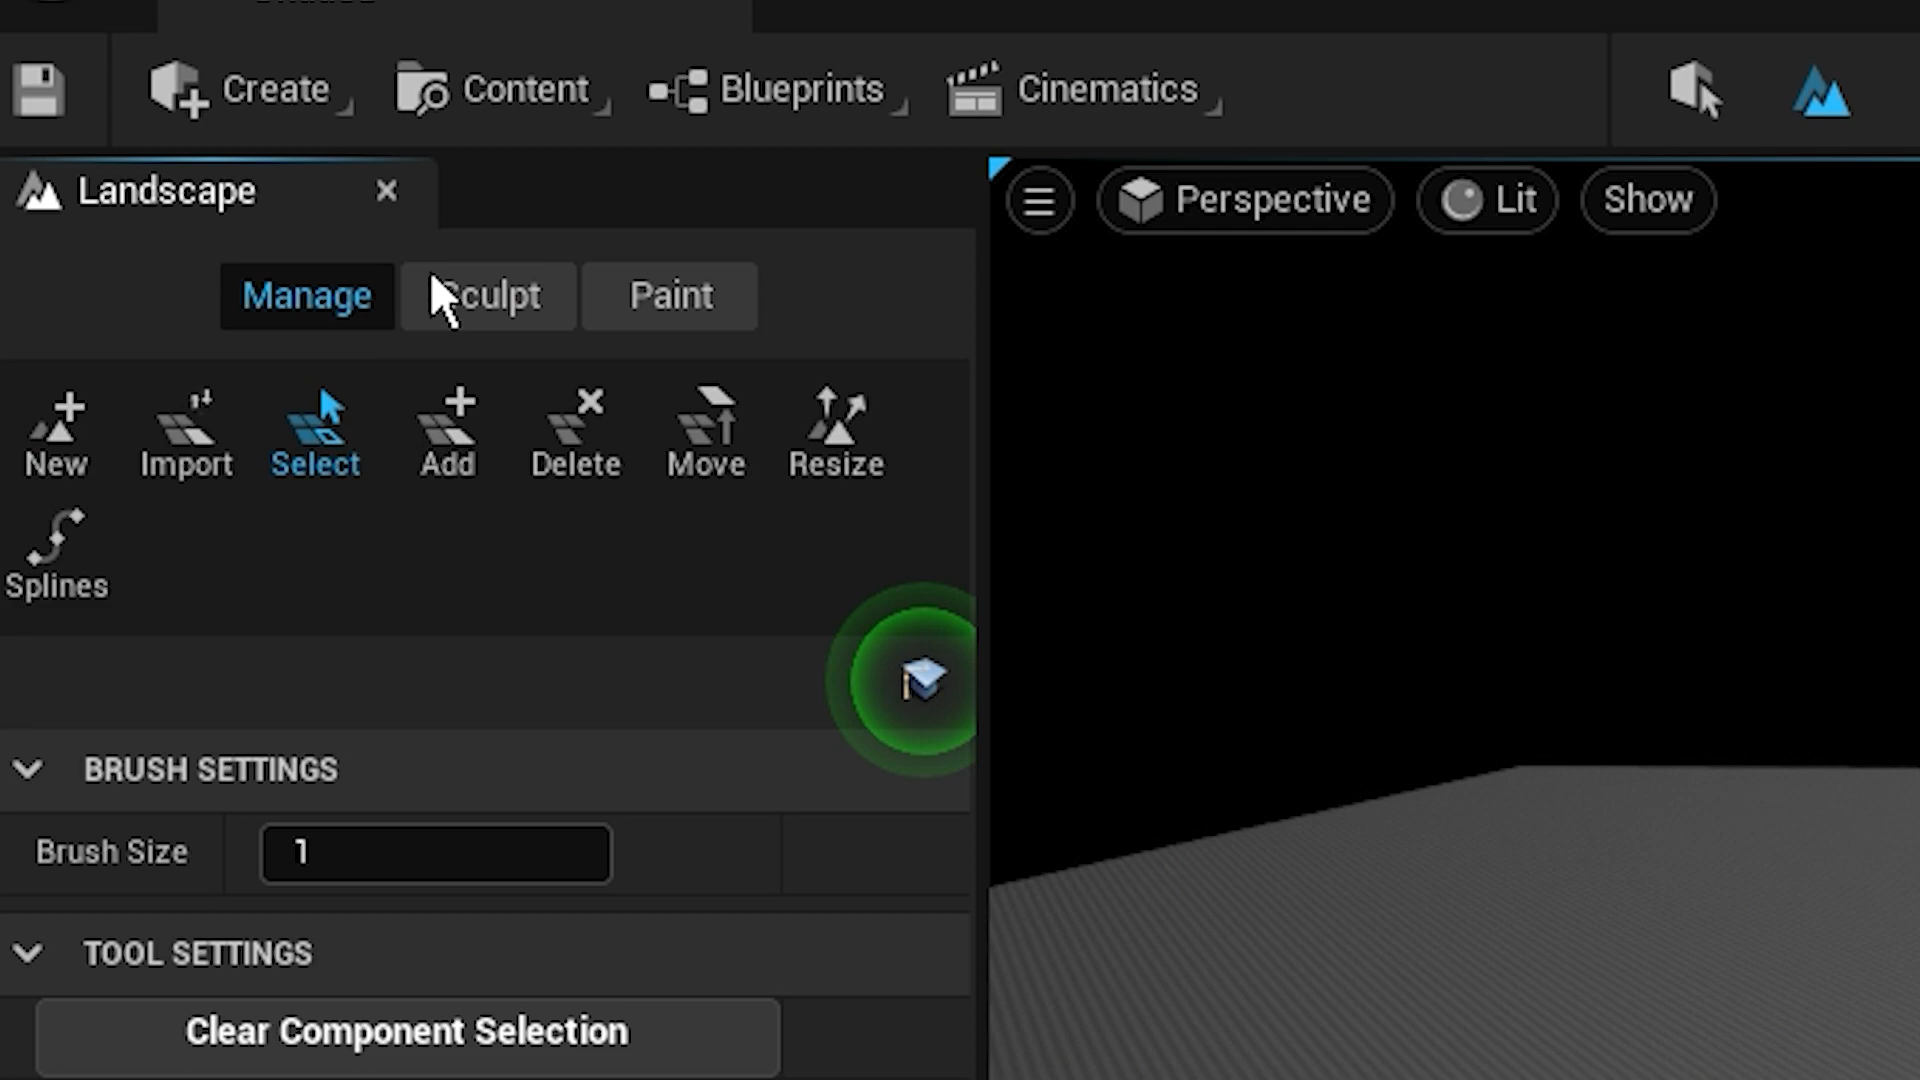 Create
Content
Blueprints
Cinematics
Landscape
Perspective
Lit
Show
Manage
Sculpt
Paint
New
Import
Select
Add
Delete
Move
Resize
Splines
BRUSH SETTINGS
Brush Size
1
TOOL SETTINGS
Clear Component Selection